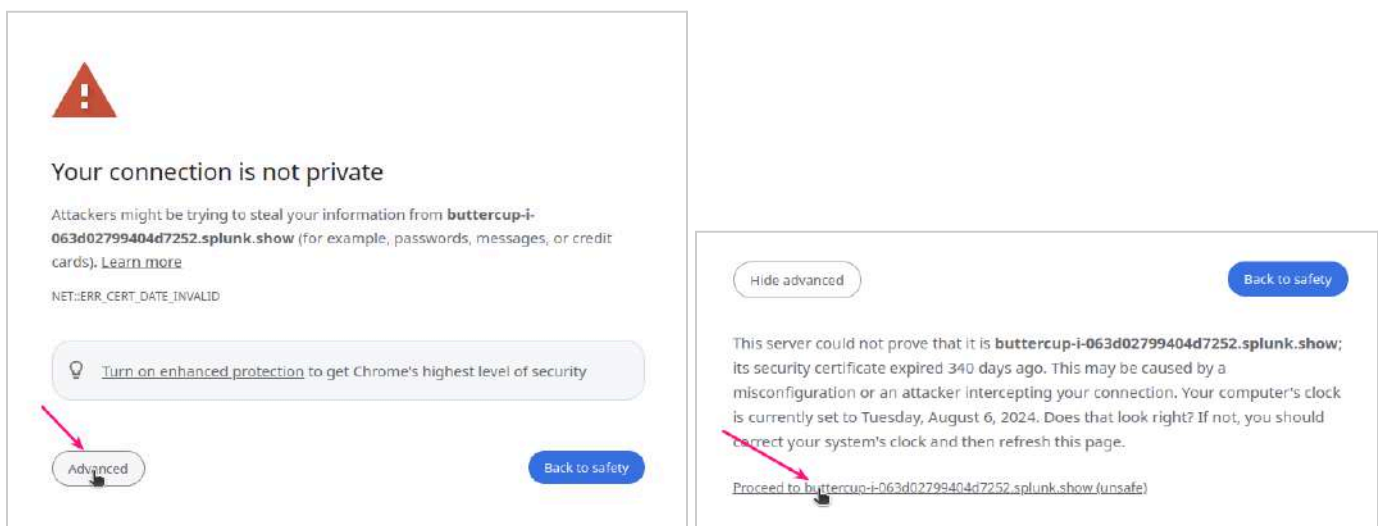 Your connection is not private
Attackers might be trying to steal your information from buttercup-i-
063d02799404d7252.splunk.show (for example, passwords, messages, or credit
cards). Learn more
NET::ERR_CERT_DATE_INVALID
Turn on enhanced protection to get Chrome's highest level of security
Advanced
Back to safety
Hide advanced
Back to safety
This server could not prove that it is buttercup-i-063d02799404d7252.splunk.show;
its security certificate expired 340 days ago. This may be caused by a
misconfiguration or an attacker intercepting your connection. Your computer's clock
is currently set to Tuesday, August 6, 2024. Does that look right? If not, you should
correct your system's clock and then refresh this page.
Proceed to buttercup-i-063d02799404d7252.splunk.show (unsafe)